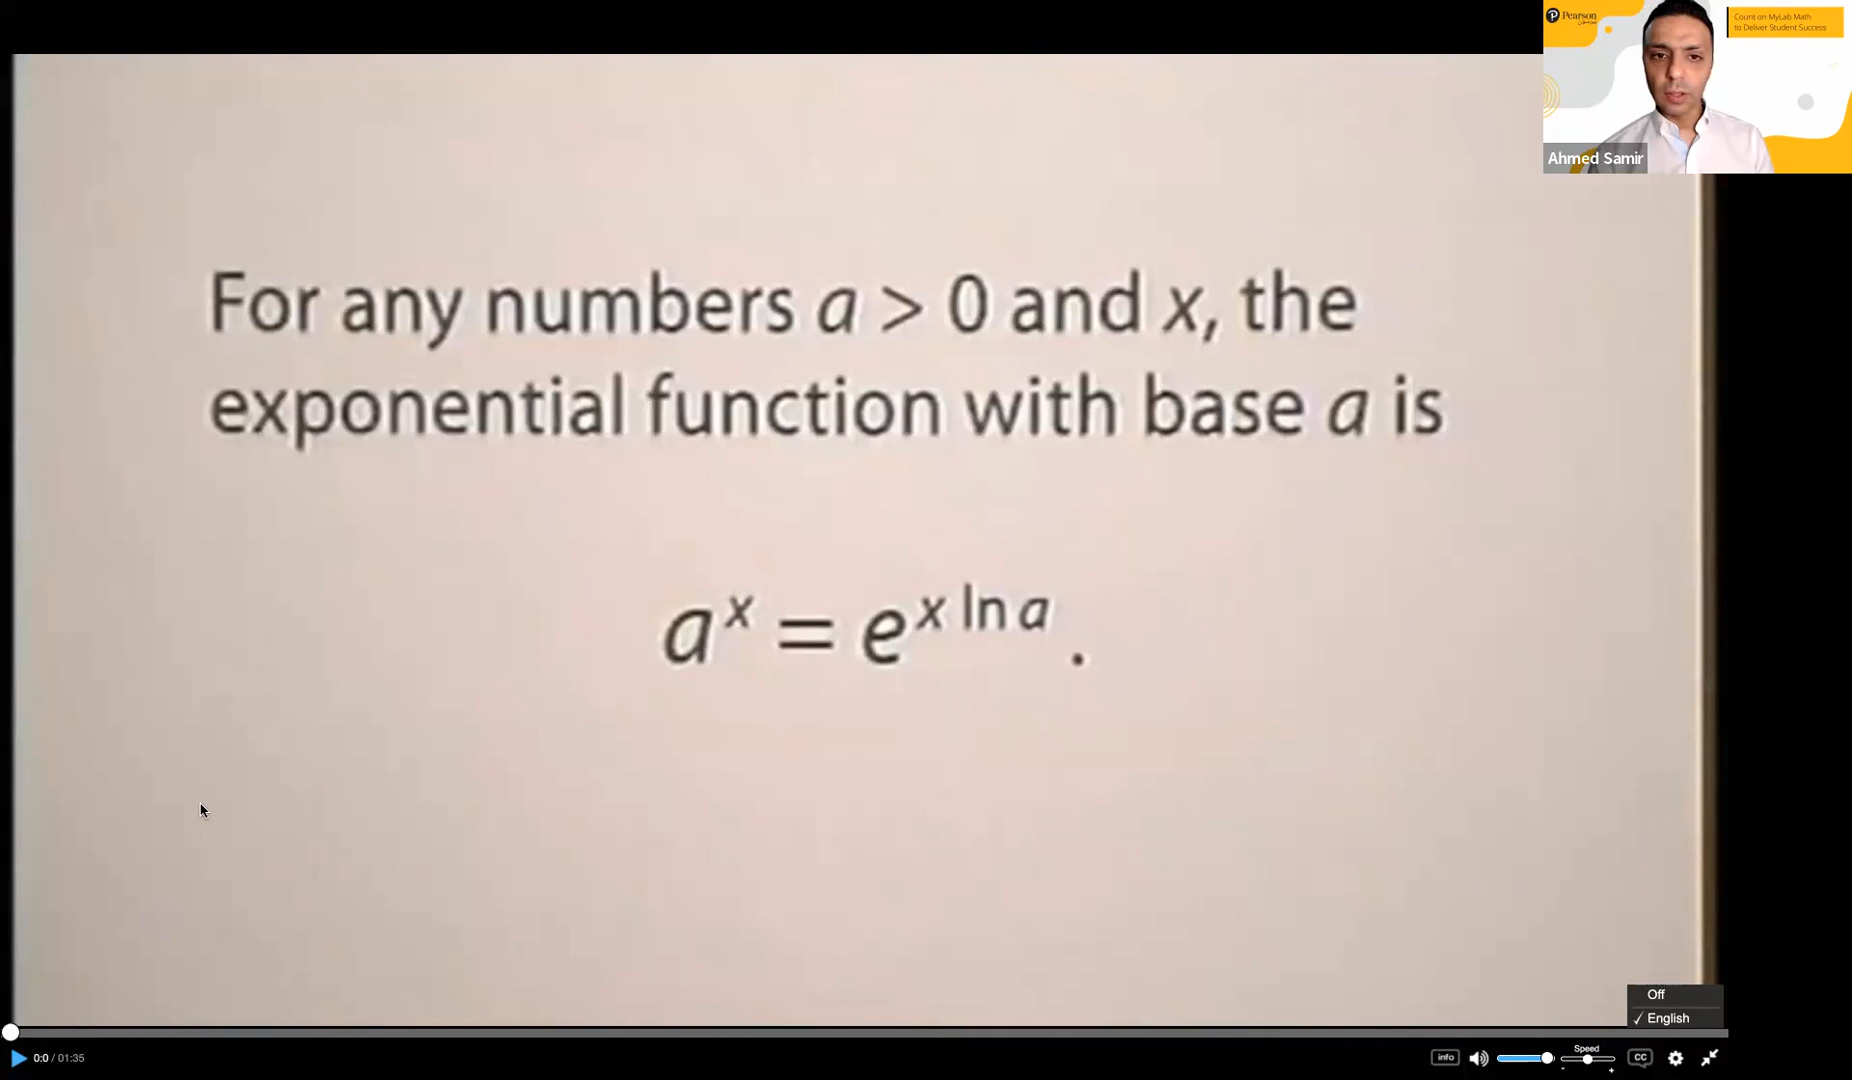 Pearson
Count on MyLab Math
to Deliver Student Success
Ahmed Samir
For any numbers a > 0 and x, the
exponential function with base a is
aˣ = e^{x ln a}.
Off
✓ English
0:0 / 01:35
info
Speed
- +
CC